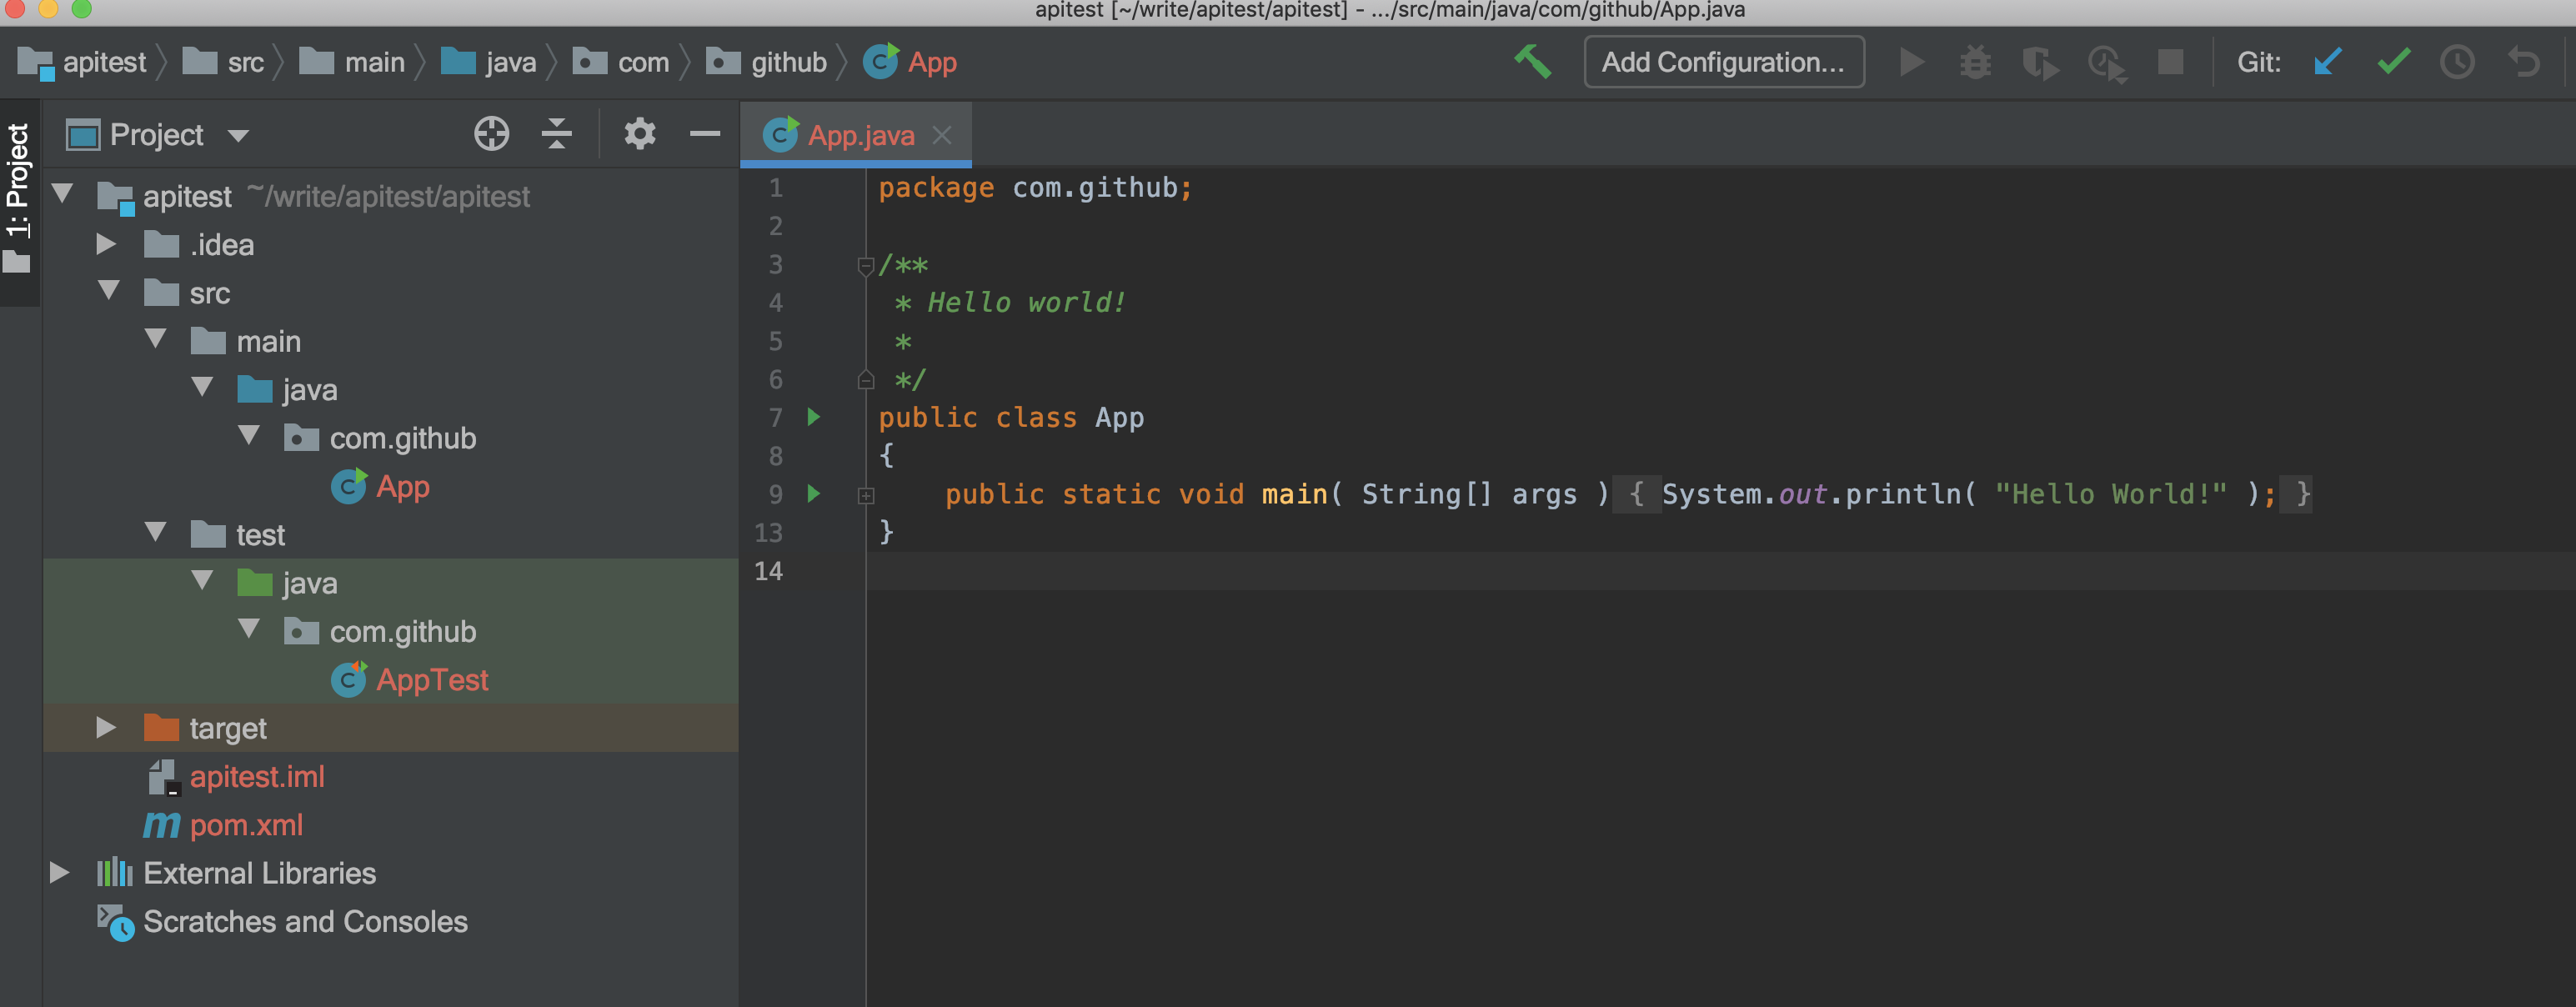 apitest [~/write/apitest/apitest] - .../src/main/java/com/github/App.java
apitest src main java com github App
Add Configuration... Git:
1: Project
Project
apitest ~/write/apitest/apitest
.idea
src
main
java
com.github
App
test
java
com.github
AppTest
target
apitest.iml
pom.xml
External Libraries
Scratches and Consoles
App.java
1 package com.github;
2
3 /**
4 * Hello world!
5 *
6 */
7 public class App
8 {
9 public static void main( String[] args ) { System.out.println( "Hello World!" ); }
13 }
14